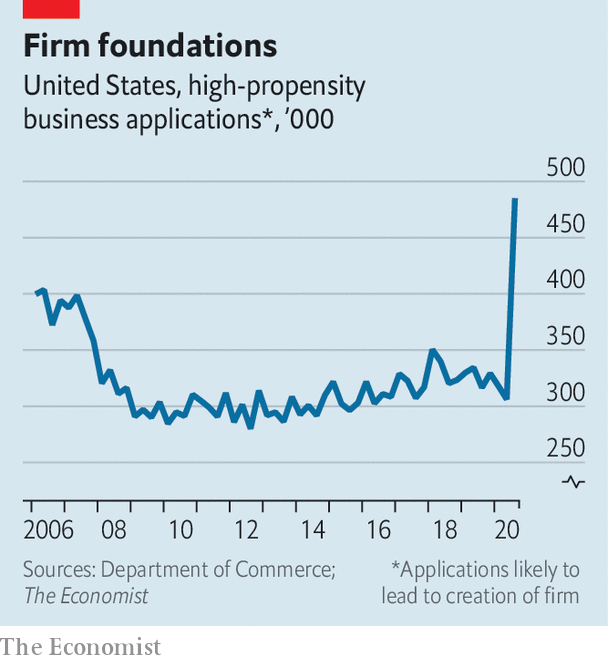 Firm foundations
United States, high-propensity
business applications*, ’000
500
450
400
350
300
250
2006 08 10 12 14 16 18 20
Sources: Department of Commerce;
The Economist
*Applications likely to
lead to creation of firm
The Economist